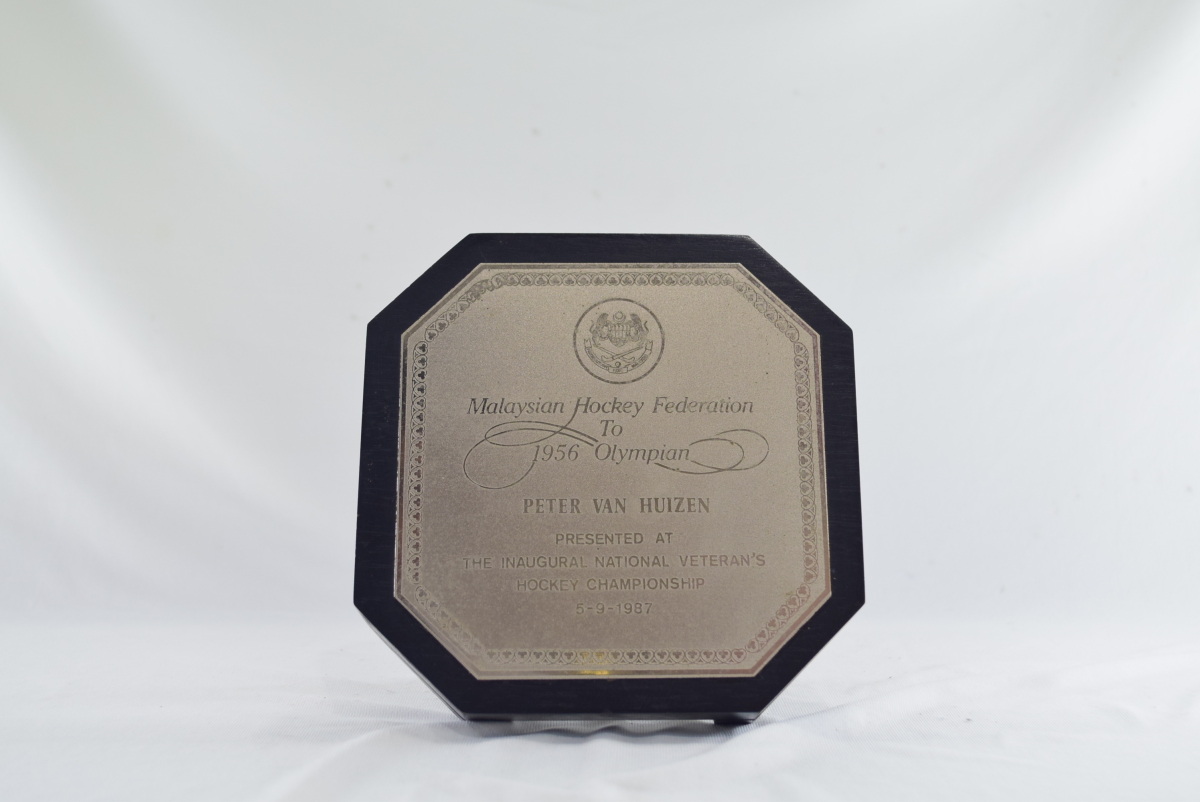 Malaysian Hockey Federation
To
1956 Olympian
PETER VAN HUIZEN
PRESENTED AT
THE INAUGURAL NATIONAL VETERAN'S
HOCKEY CHAMPIONSHIP
5-9-1987